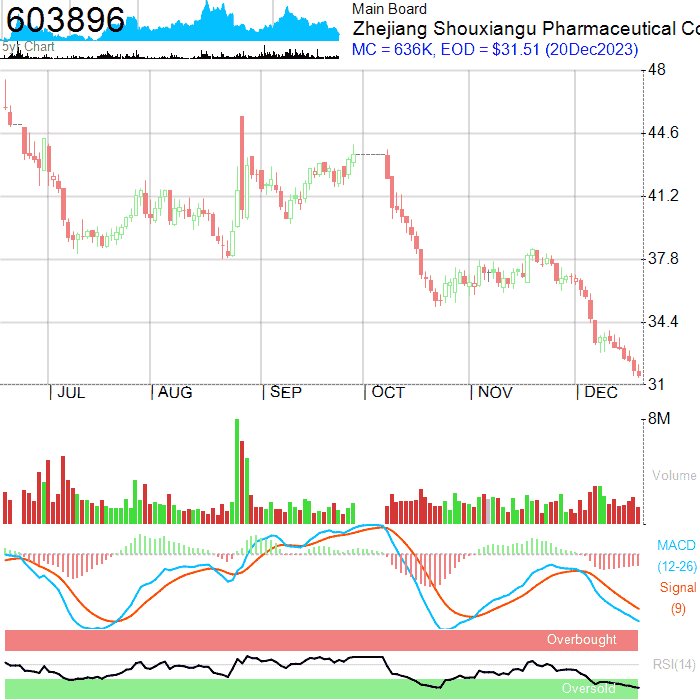 603896
5yr Chart
Main Board
Zhejiang Shouxiangu Pharmaceutical Co
MC = 636K, EOD = $31.51 (20Dec2023)
48
44.6
41.2
37.8
34.4
31
JUL AUG SEP OCT NOV DEC
8M
Volume
MACD
(12-26)
Signal
(9)
Overbought
RSI(14)
Oversold